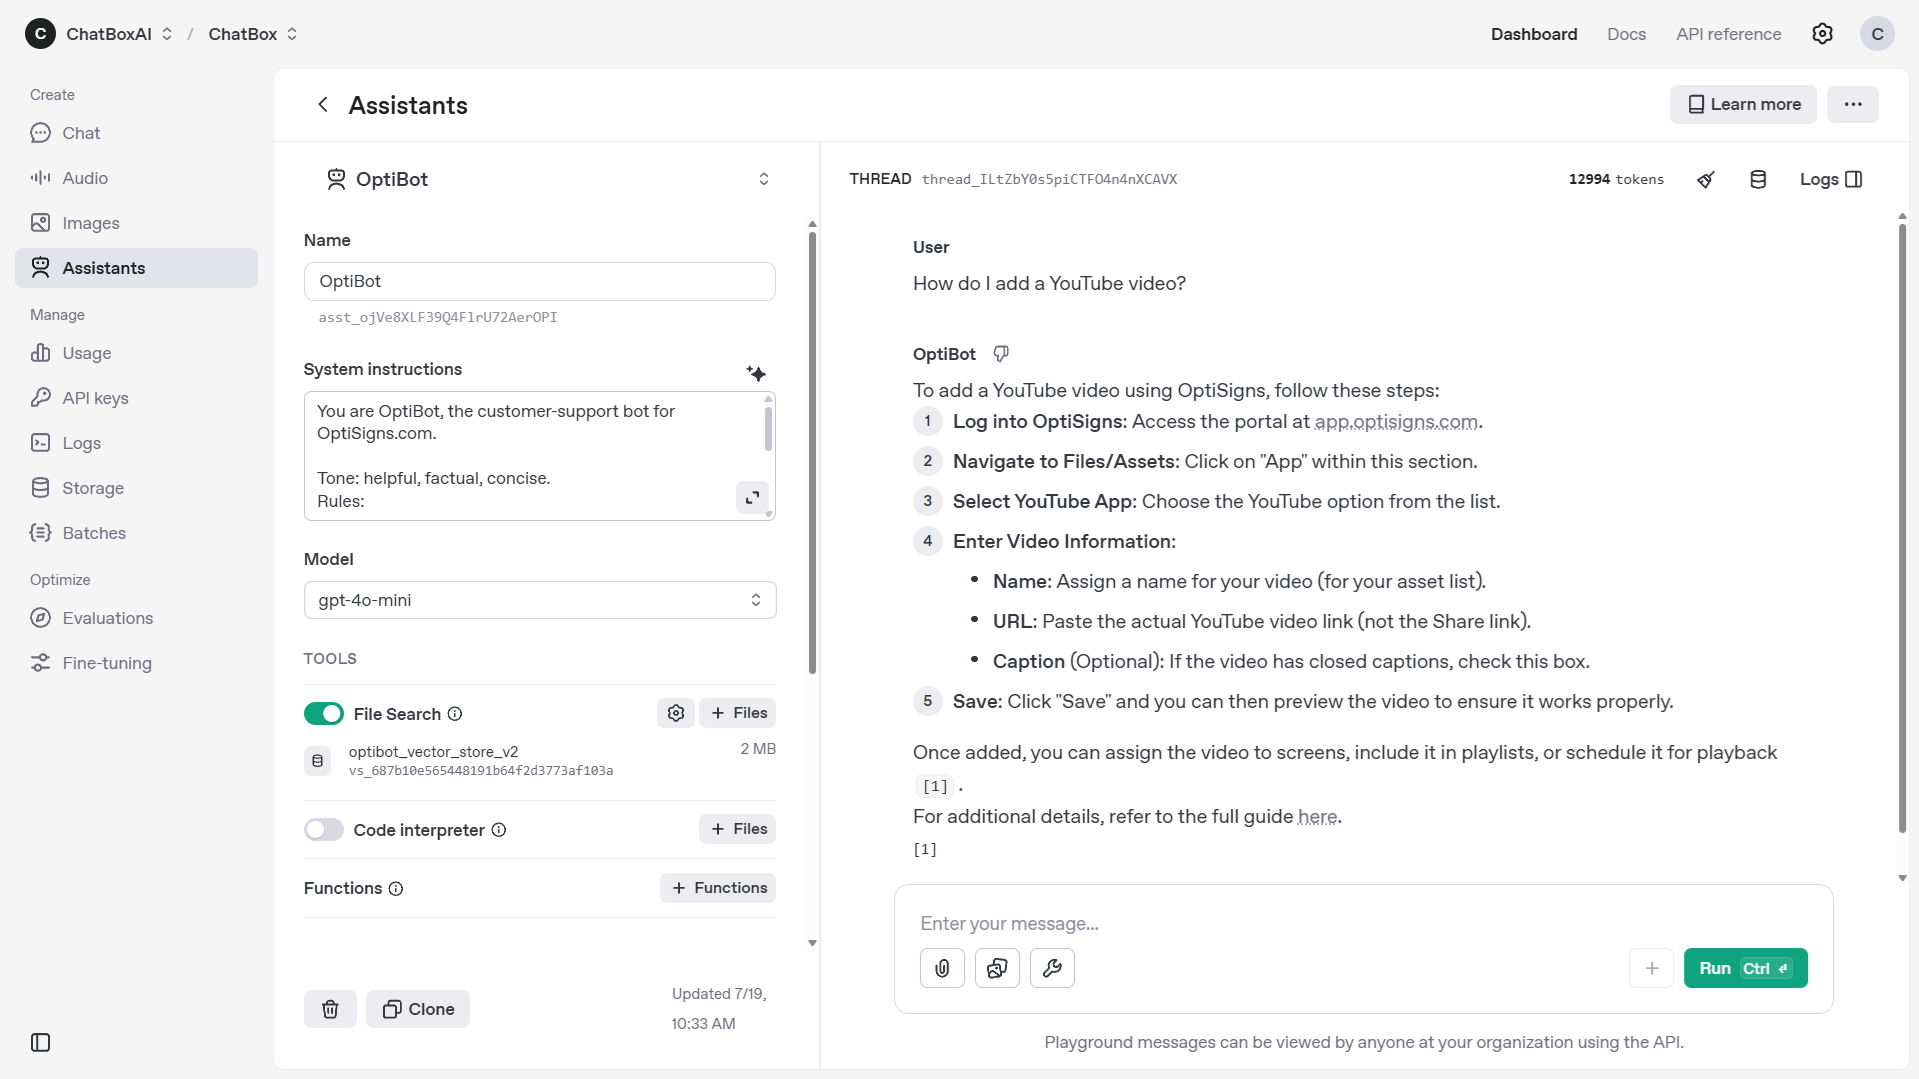 C ChatBoxAI / ChatBox
Dashboard Docs API reference C
Create
Chat
Audio
Images
Assistants
Manage
Usage
API keys
Logs
Storage
Batches
Optimize
Evaluations
Fine-tuning
Assistants
Learn more
OptiBot
Name
OptiBot
asst_ojVe8XLF39Q4FlrU72AerOPI
System instructions
You are OptiBot, the customer-support bot for
OptiSigns.com.
Tone: helpful, factual, concise.
Rules:
Model
gpt-4o-mini
TOOLS
File Search + Files
optibot_vector_store_v2 2 MB
vs_687b10e565448191b64f2d3773af103a
Code interpreter + Files
Functions + Functions
Clone
Updated 7/19,
10:33 AM
THREAD thread_ILtZbY0s5piCTFO4n4nXCAVX 12994 tokens Logs
User
How do I add a YouTube video?
OptiBot
To add a YouTube video using OptiSigns, follow these steps:
1 Log into OptiSigns: Access the portal at app.optisigns.com.
2 Navigate to Files/Assets: Click on "App" within this section.
3 Select YouTube App: Choose the YouTube option from the list.
4 Enter Video Information:
• Name: Assign a name for your video (for your asset list).
• URL: Paste the actual YouTube video link (not the Share link).
• Caption (Optional): If the video has closed captions, check this box.
5 Save: Click "Save" and you can then preview the video to ensure it works properly.
Once added, you can assign the video to screens, include it in playlists, or schedule it for playback
[1] .
For additional details, refer to the full guide here.
[1]
Enter your message...
Run Ctrl
Playground messages can be viewed by anyone at your organization using the API.